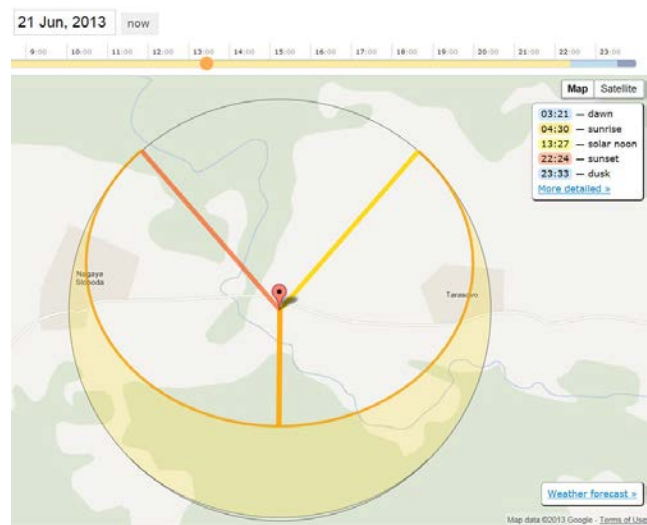 21 Jun, 2013 now
9:00 10:00 11:00 12:00 13:00 14:00 15:00 16:00 17:00 18:00 19:00 20:00 21:00 22:00 23:00
Map Satellite
03:21 — dawn
04:30 — sunrise
13:27 — solar noon
22:24 — sunset
23:33 — dusk
More detailed »
Nagaya
Sloboda
Tarasovo
Weather forecast »
Map data ©2013 Google - Terms of Use